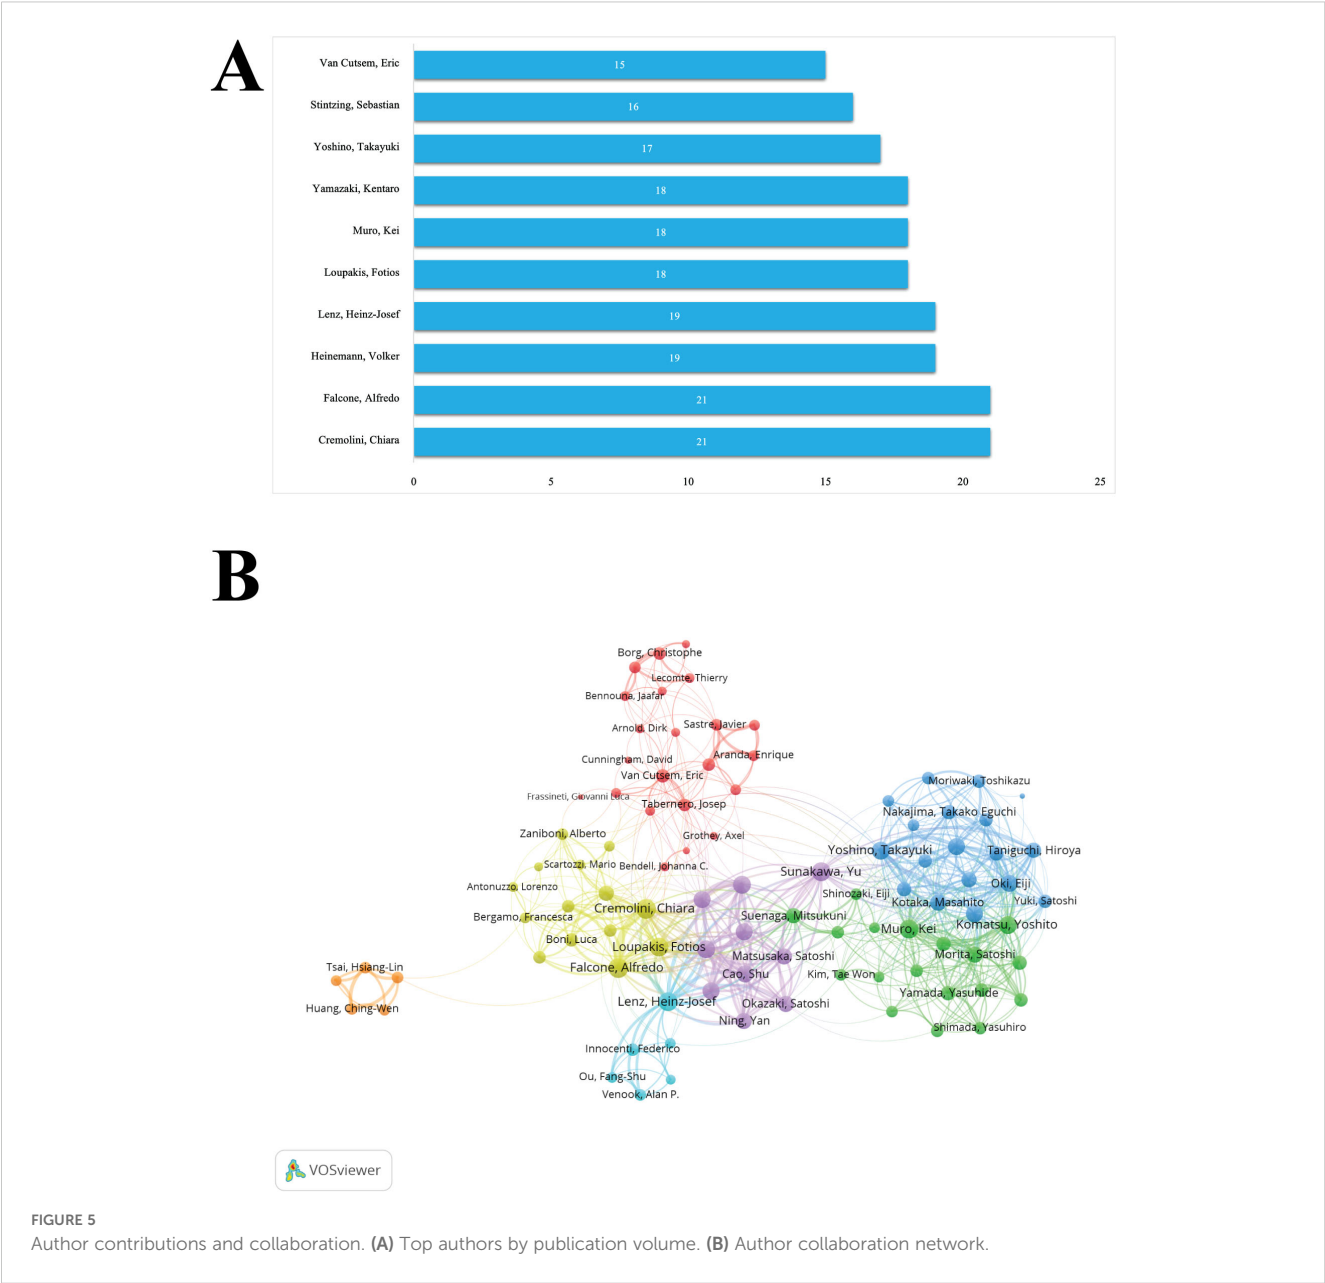 A
Van Cutsem, Eric 15
Stintzing, Sebastian 16
Yoshino, Takayuki 17
Yamazaki, Kentaro 18
Muro, Kei 18
Loupakis, Fotios 18
Lenz, Heinz-Josef 19
Heinemann, Volker 19
Falcone, Alfredo 21
Cremolini, Chiara 21
0 5 10 15 20 25
B
Borg, Christophe
Lecomte, Thierry
Bennouna, Jaafar
Arnold, Dirk
Sastre, Javier
Aranda, Enrique
Cunningham, David
Van Cutsem, Eric
Frassineti, Giovanni Luca
Tabernero, Josep
Zaniboni, Alberto
Grothey, Axel
Scartozzi, Mario
Bendell, Johanna C.
Antonuzzo, Lorenzo
Cremolini, Chiara
Bergamo, Francesca
Boni, Luca
Loupakis, Fotios
Falcone, Alfredo
Tsai, Hsiang-Lin
Huang, Ching-Wen
Lenz, Heinz-Josef
Innocenti, Federico
Ou, Fang-Shu
Venook, Alan P.
Sunakawa, Yu
Suenaga, Mitsukuni
Matsusaka, Satoshi
Cao, Shu
Okazaki, Satoshi
Ning, Yan
Moriwaki, Toshikazu
Nakajima, Takako Eguchi
Yoshino, Takayuki
Taniguchi, Hiroya
Oki, Eiji
Shinozaki, Eiji
Kotaka, Masahito
Yuki, Satoshi
Muro, Kei
Komatsu, Yoshito
Morita, Satoshi
Kim, Tae Won
Yamada, Yasuhide
Shimada, Yasuhiro
VOSviewer
FIGURE 5
Author contributions and collaboration. (A) Top authors by publication volume. (B) Author collaboration network.